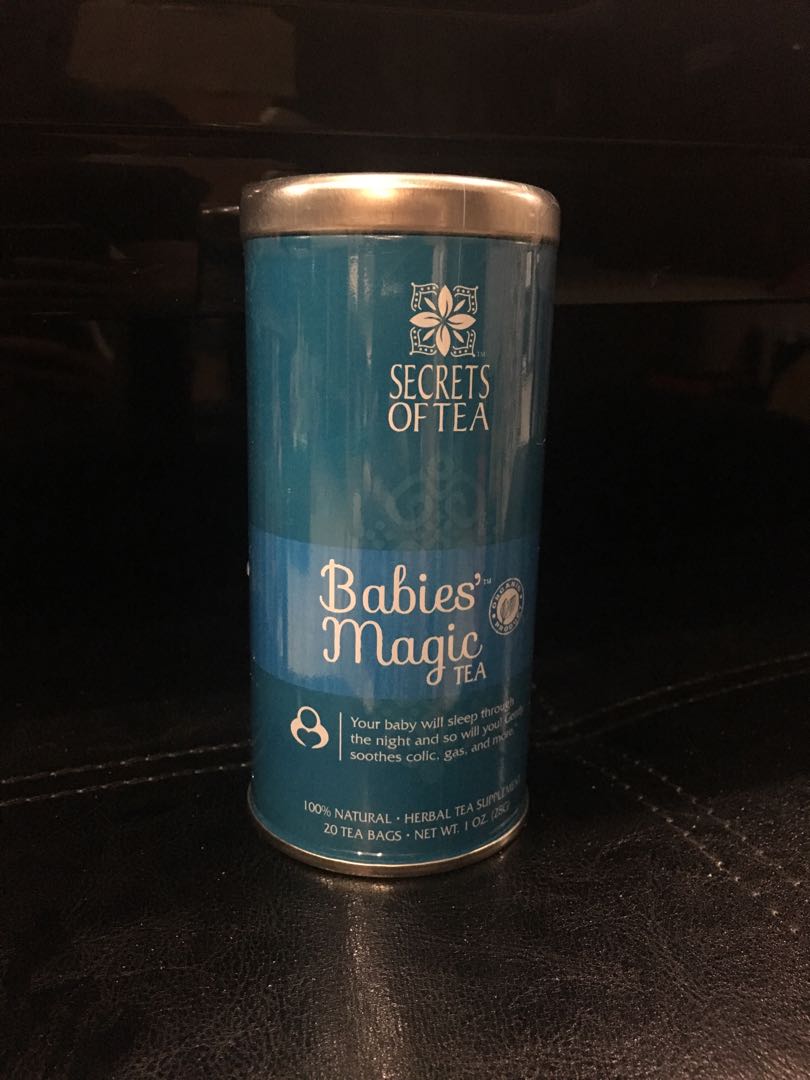 SECRETS
OF TEA
Babies'™
Magic
TEA
ORGANIC
Your baby will sleep through
the night and so will you! Gently
soothes colic, gas, and more.
100% NATURAL • HERBAL TEA SUPPLEMENT
20 TEA BAGS • NET WT. 1 OZ. (28G)